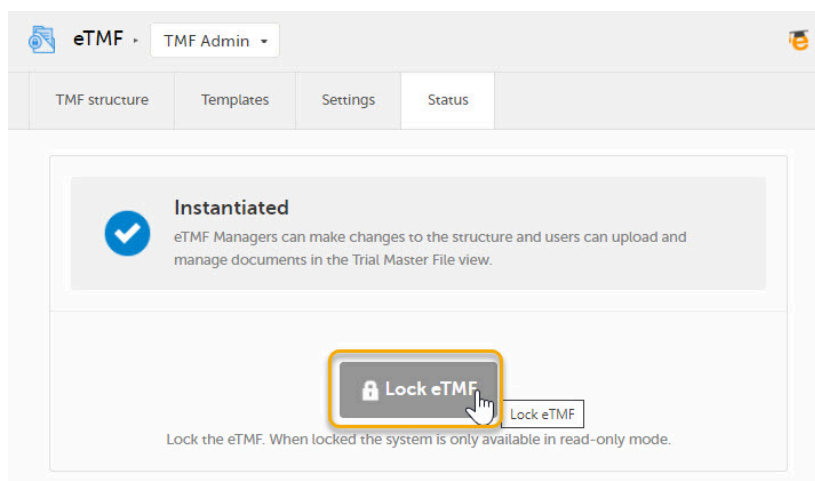 eTMF
TMF Admin
TMF structure
Templates
Settings
Status
Instantiated
eTMF Managers can make changes to the structure and users can upload and
manage documents in the Trial Master File view.
Lock eTMF
Lock eTMF
Lock the eTMF. When locked the system is only available in read-only mode.